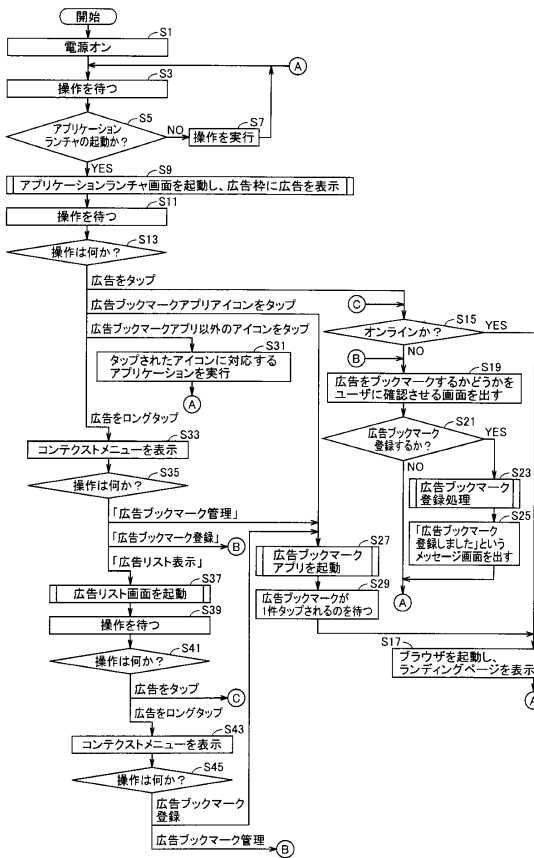 開始
S1
電源オン
A
S3
操作を待つ
S5
アプリケーション
ランチャの起動か?
NO
S7
操作を実行
YES
S9
アプリケーションランチャ画面を起動し、広告枠に広告を表示
S11
操作を待つ
S13
操作は何か?
広告をタップ
広告ブックマークアプリアイコンをタップ
広告ブックマークアプリ以外のアイコンをタップ
S31
タップされたアイコンに対応する
アプリケーションを実行
A
広告をロングタップ
S33
コンテクストメニューを表示
S35
操作は何か?
「広告ブックマーク管理」
「広告ブックマーク登録」
B
「広告リスト表示」
S37
広告リスト画面を起動
S39
操作を待つ
S41
操作は何か?
広告をタップ
C
広告をロングタップ
S43
コンテクストメニューを表示
S45
操作は何か?
広告ブックマーク
登録
広告ブックマーク管理
B
C
S15
オンラインか?
YES
NO
B
S19
広告をブックマークするかどうかを
ユーザに確認させる画面を出す
S21
広告ブックマーク
登録するか?
YES
NO
S23
広告ブックマーク
登録処理
S25
「広告ブックマーク
登録しました」という
メッセージ画面を出す
A
S27
広告ブックマーク
アプリを起動
S29
広告ブックマークが
1件タップされるのを待つ
S17
ブラウザを起動し、
ランディングページを表示
A